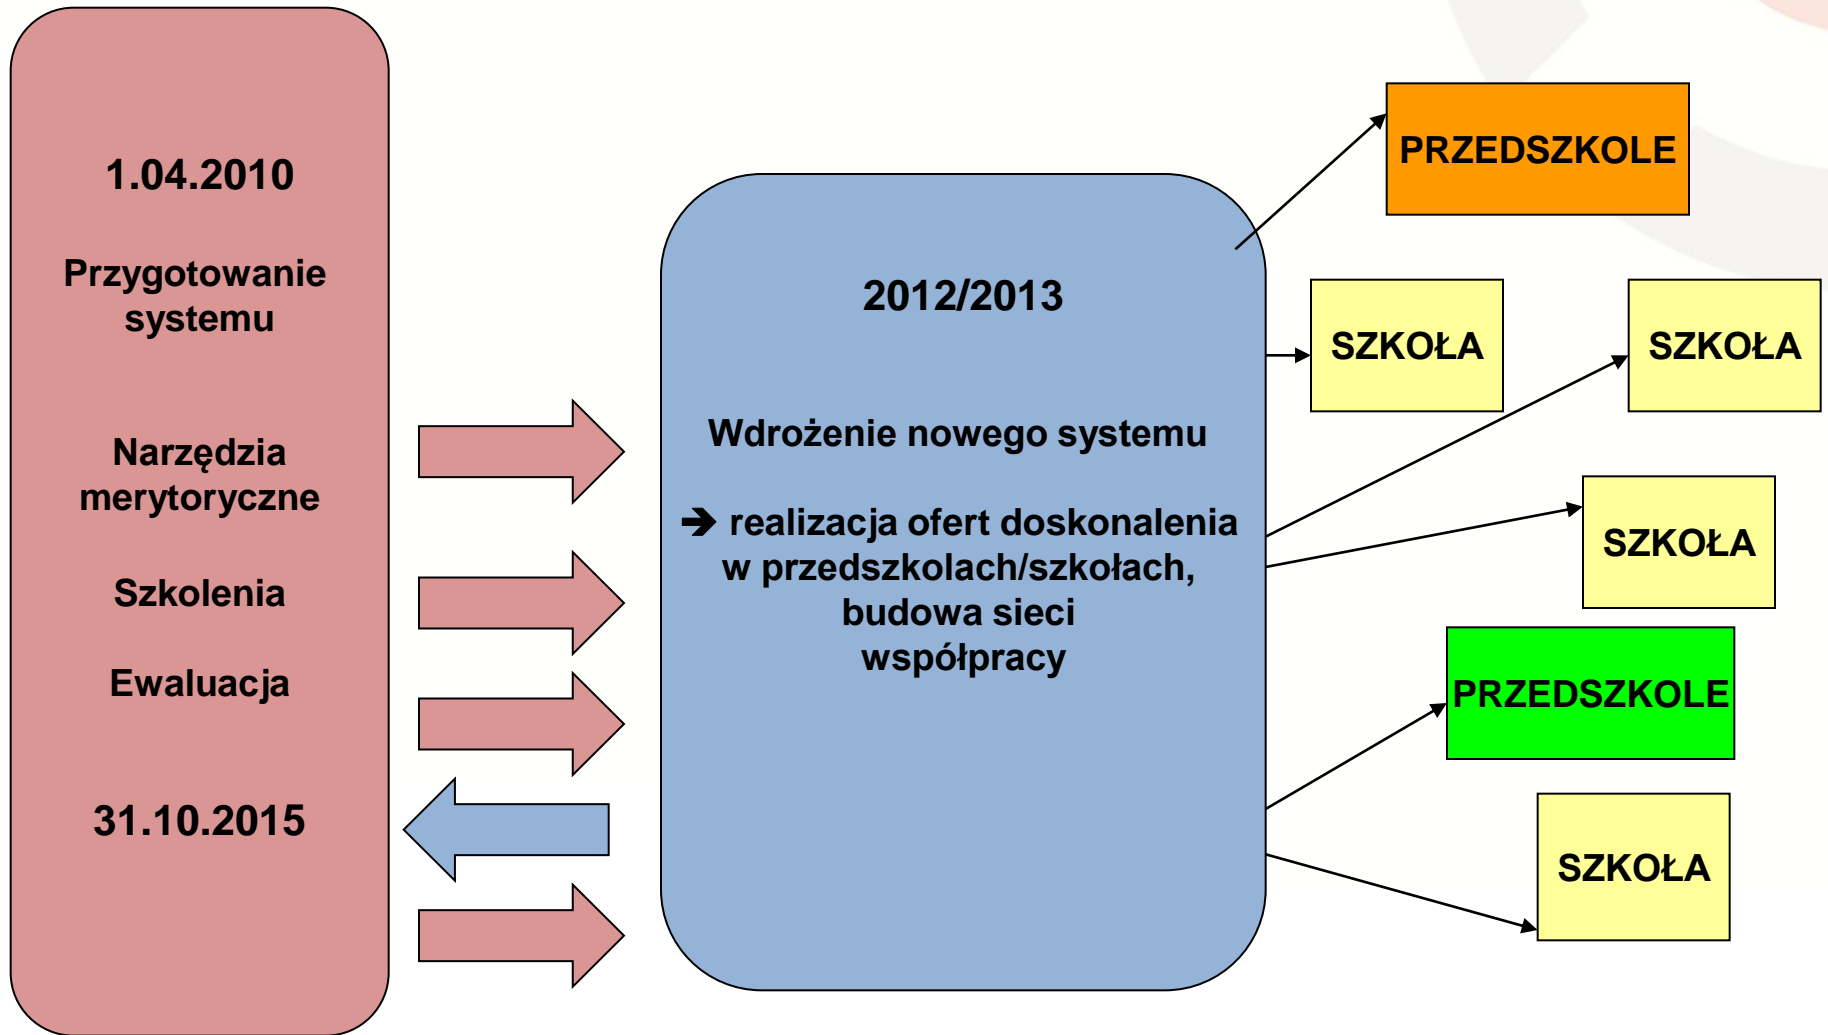 1.04.2010
Przygotowanie
systemu
Narzędzia
merytoryczne
Szkolenia
Ewaluacja
31.10.2015
2012/2013
Wdrożenie nowego systemu
➔ realizacja ofert doskonalenia
w przedszkolach/szkołach,
budowa sieci
współpracy
PRZEDSZKOLE
SZKOŁA
SZKOŁA
SZKOŁA
PRZEDSZKOLE
SZKOŁA